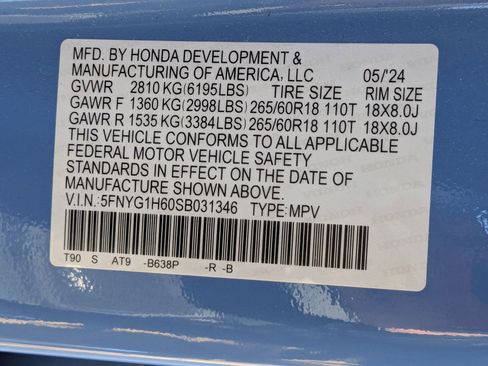 MFD. BY HONDA DEVELOPMENT &
MANUFACTURING OF AMERICA, LLC 05/'24
GVWR 2810 KG(6195LBS) TIRE SIZE RIM SIZE
GAWR F 1360 KG(2998LBS) 265/60R18 110T 18X8.0J
GAWR R 1535 KG(3384LBS) 265/60R18 110T 18X8.0J
THIS VEHICLE CONFORMS TO ALL APPLICABLE
FEDERAL MOTOR VEHICLE SAFETY
STANDARDS IN EFFECT ON THE DATE OF
MANUFACTURE SHOWN ABOVE.
V.I.N.:5FNYG1H60SB031346 TYPE:MPV
T90 S AT9 -B638P -R -B